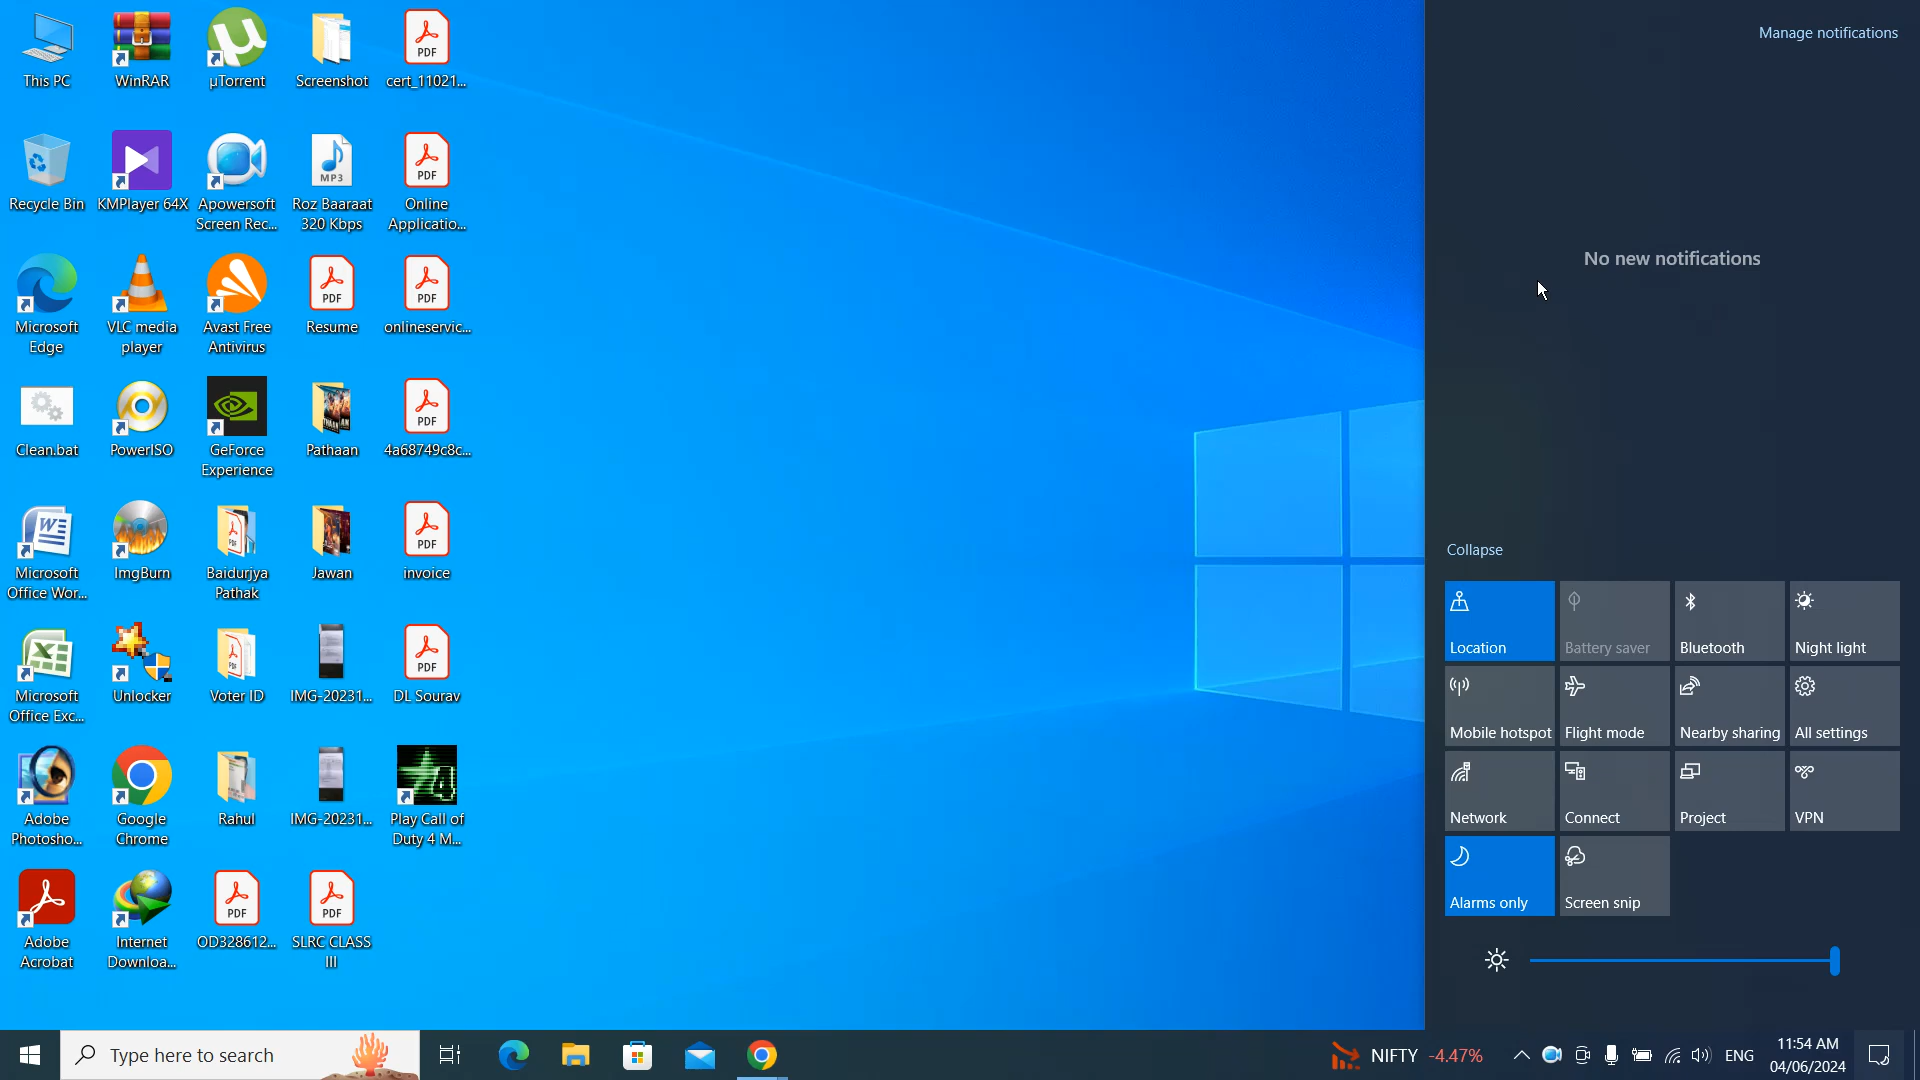 This PC
WinRAR
µTorrent
Screenshot
PDF
cert_11021...
Recycle Bin
KMPlayer 64X
Apowersoft
Screen Rec...
MP3
Roz Baaraat
320 Kbps
PDF
Online
Applicatio...
Microsoft
Edge
VLC media
player
Avast Free
Antivirus
PDF
Resume
PDF
onlineservic...
Clean.bat
PowerISO
GeForce
Experience
Pathaan
PDF
4a68749c8c...
Microsoft
Office Wor...
ImgBurn
Baidurjya
Pathak
Jawan
PDF
invoice
Microsoft
Office Exc...
Unlocker
Voter ID
IMG-20231...
PDF
DL Sourav
Adobe
Photosho...
Google
Chrome
Rahul
IMG-20231...
4
Play Call of
Duty 4 M...
Adobe
Acrobat
Internet
Downloa...
PDF
OD328612...
PDF
SLRC CLASS
III
Manage notifications
No new notifications
Collapse
Location
Battery saver
Bluetooth
Night light
Mobile hotspot
Flight mode
Nearby sharing
All settings
Network
Connect
Project
VPN
Alarms only
Screen snip
Type here to search
NIFTY -4.47%
ENG
11:54 AM
04/06/2024